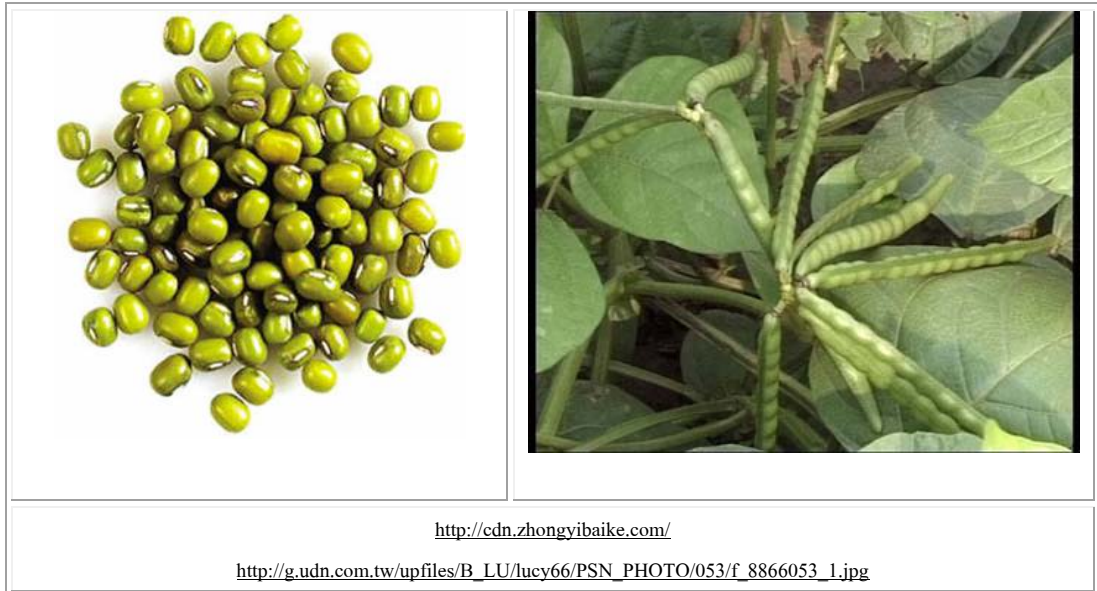 http://cdn.zhongyibaike.com/
http://g.udn.com.tw/upfiles/B_LU/lucy66/PSN_PHOTO/053/f_8866053_1.jpg